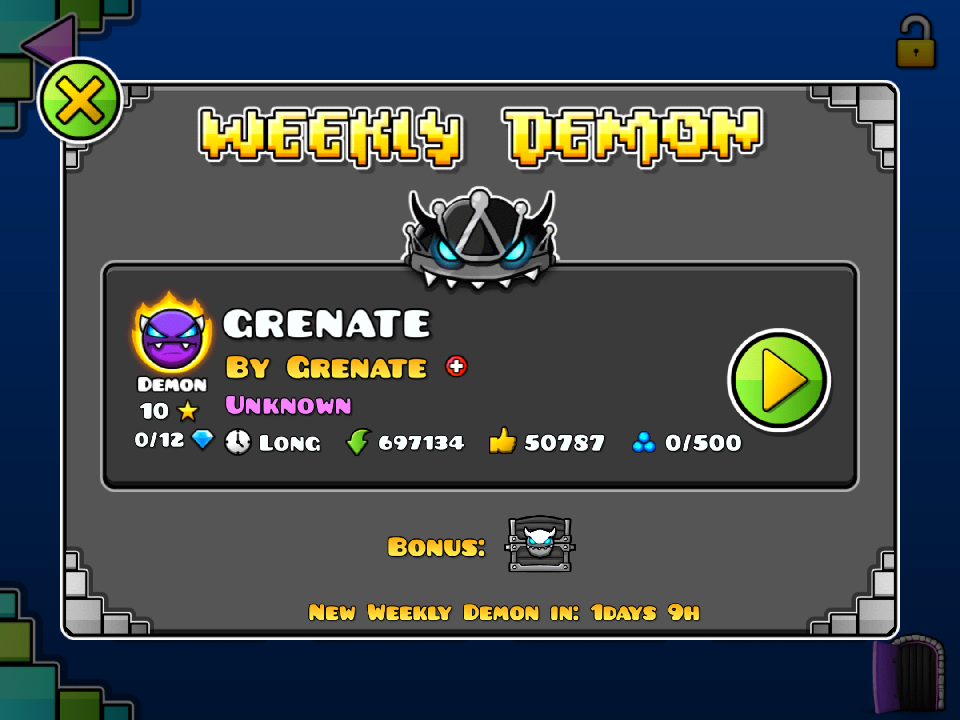 WEEKLY DEMON
GRENATE
BY GRENATE
DEMON
UNKNOWN
10
0/12
LONG 697134 50787 0/500
BONUS:
NEW WEEKLY DEMON IN: 1DAYS 9H